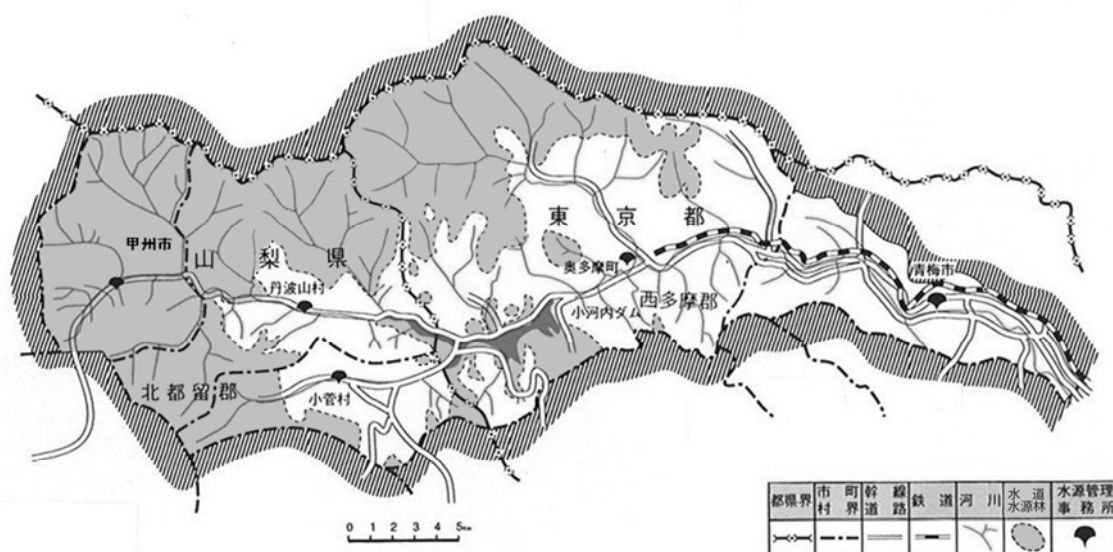 東京都
甲州市
山梨県
奥多摩町
青梅市
丹波山村
小河内ダム
西多摩郡
北都留郡
小菅村
0 1 2 3 4 5Km
都県界
市町村界
幹線道路
鉄道
河川
水道水源林
水源管理事務所